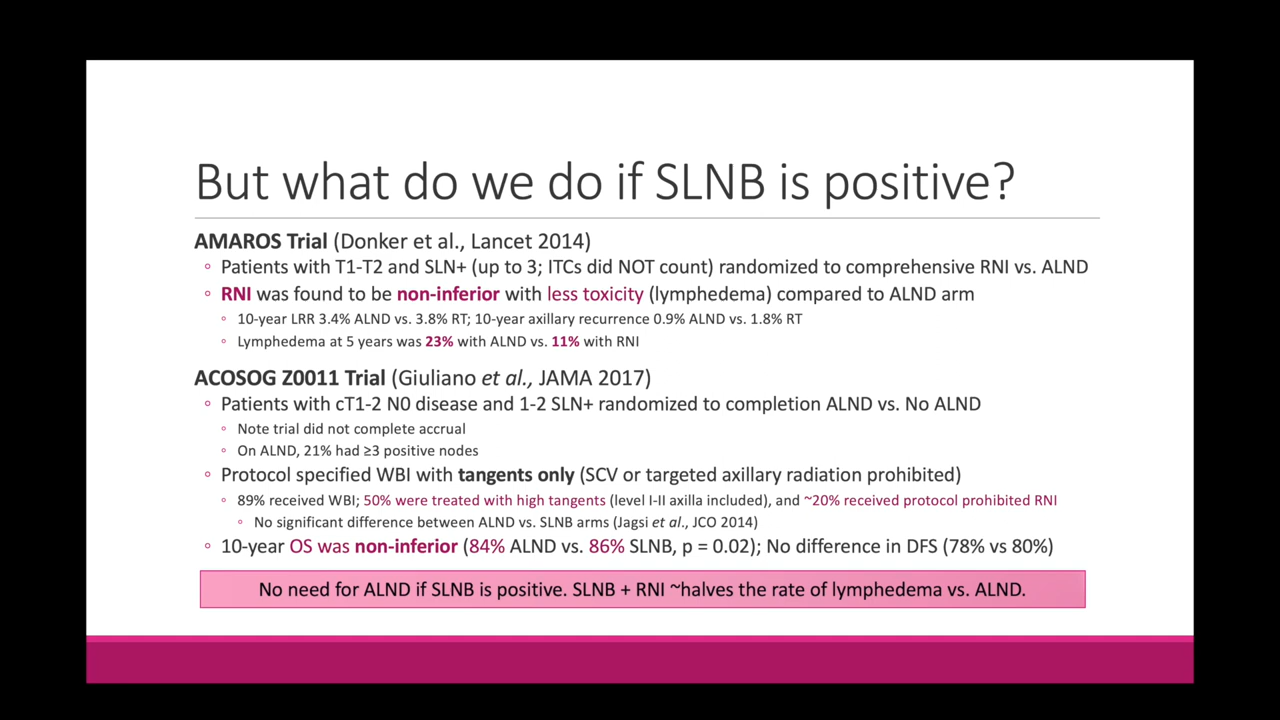 But what do we do if SLNB is positive?
AMAROS Trial (Donker et al., Lancet 2014)
◦ Patients with T1-T2 and SLN+ (up to 3; ITCs did NOT count) randomized to comprehensive RNI vs. ALND
◦ RNI was found to be non-inferior with less toxicity (lymphedema) compared to ALND arm
◦ 10-year LRR 3.4% ALND vs. 3.8% RT; 10-year axillary recurrence 0.9% ALND vs. 1.8% RT
◦ Lymphedema at 5 years was 23% with ALND vs. 11% with RNI
ACOSOG Z0011 Trial (Giuliano et al., JAMA 2017)
◦ Patients with cT1-2 N0 disease and 1-2 SLN+ randomized to completion ALND vs. No ALND
◦ Note trial did not complete accrual
◦ On ALND, 21% had ≥3 positive nodes
◦ Protocol specified WBI with tangents only (SCV or targeted axillary radiation prohibited)
◦ 89% received WBI; 50% were treated with high tangents (level I-II axilla included), and ~20% received protocol prohibited RNI
◦ No significant difference between ALND vs. SLNB arms (Jagsi et al., JCO 2014)
◦ 10-year OS was non-inferior (84% ALND vs. 86% SLNB, p = 0.02); No difference in DFS (78% vs 80%)
No need for ALND if SLNB is positive. SLNB + RNI ~halves the rate of lymphedema vs. ALND.